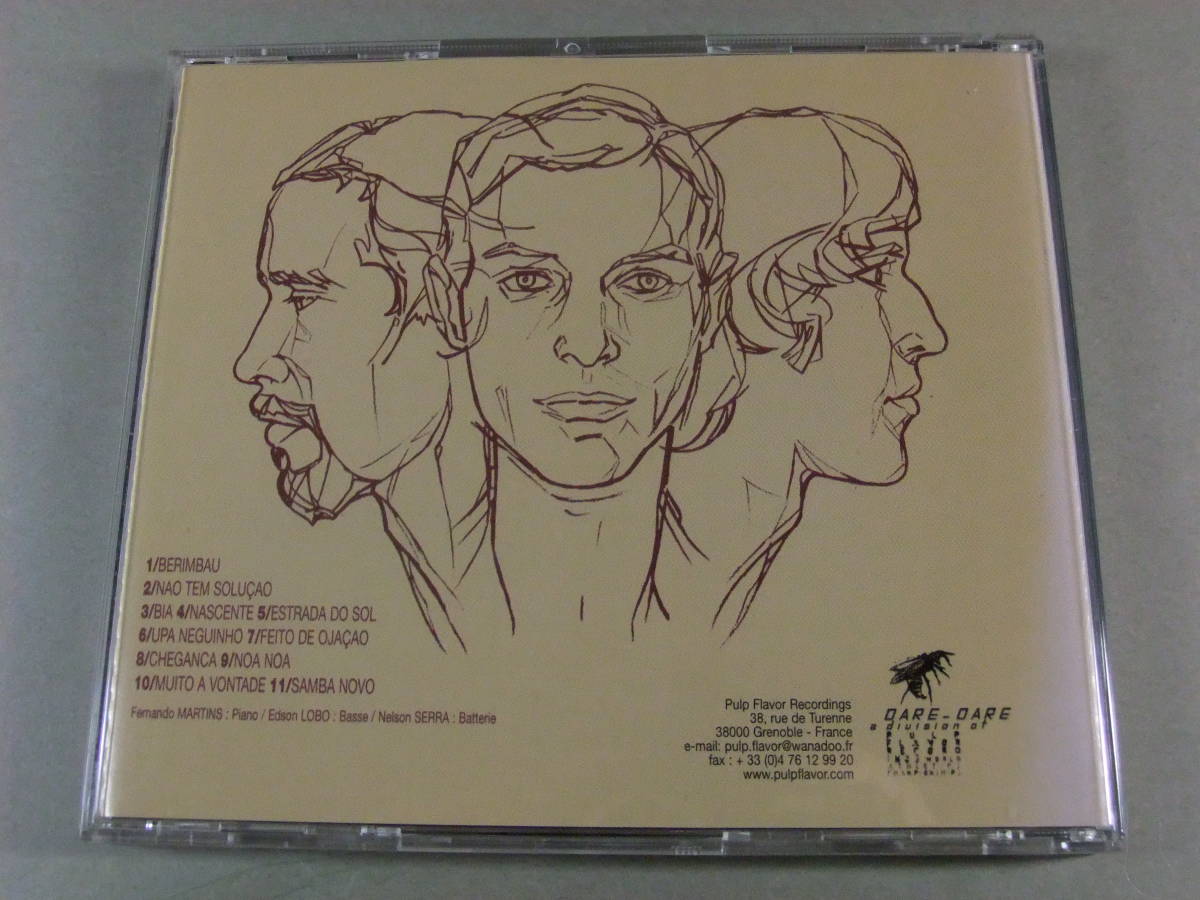 1/BERIMBAU
2/NAO TEM SOLUÇAO
3/BIA 4/NASCENTE 5/ESTRADA DO SOL
6/UPA NEGUINHO 7/FEITO DE OJAÇAO
8/CHEGANCA 9/NOA NOA
10/MUITO A VONTADE 11/SAMBA NOVO
Fernando MARTINS : Piano / Edson LOBO : Basse / Nelson SERRA : Batterie
Pulp Flavor Recordings
38, rue de Turenne
38000 Grenoble - France
e-mail: pulp.flavor@wanadoo.fr
fax : + 33 (0)4 76 12 99 20
www.pulpflavor.com
DARE-DARE
a division of
PULP
FLAVOR